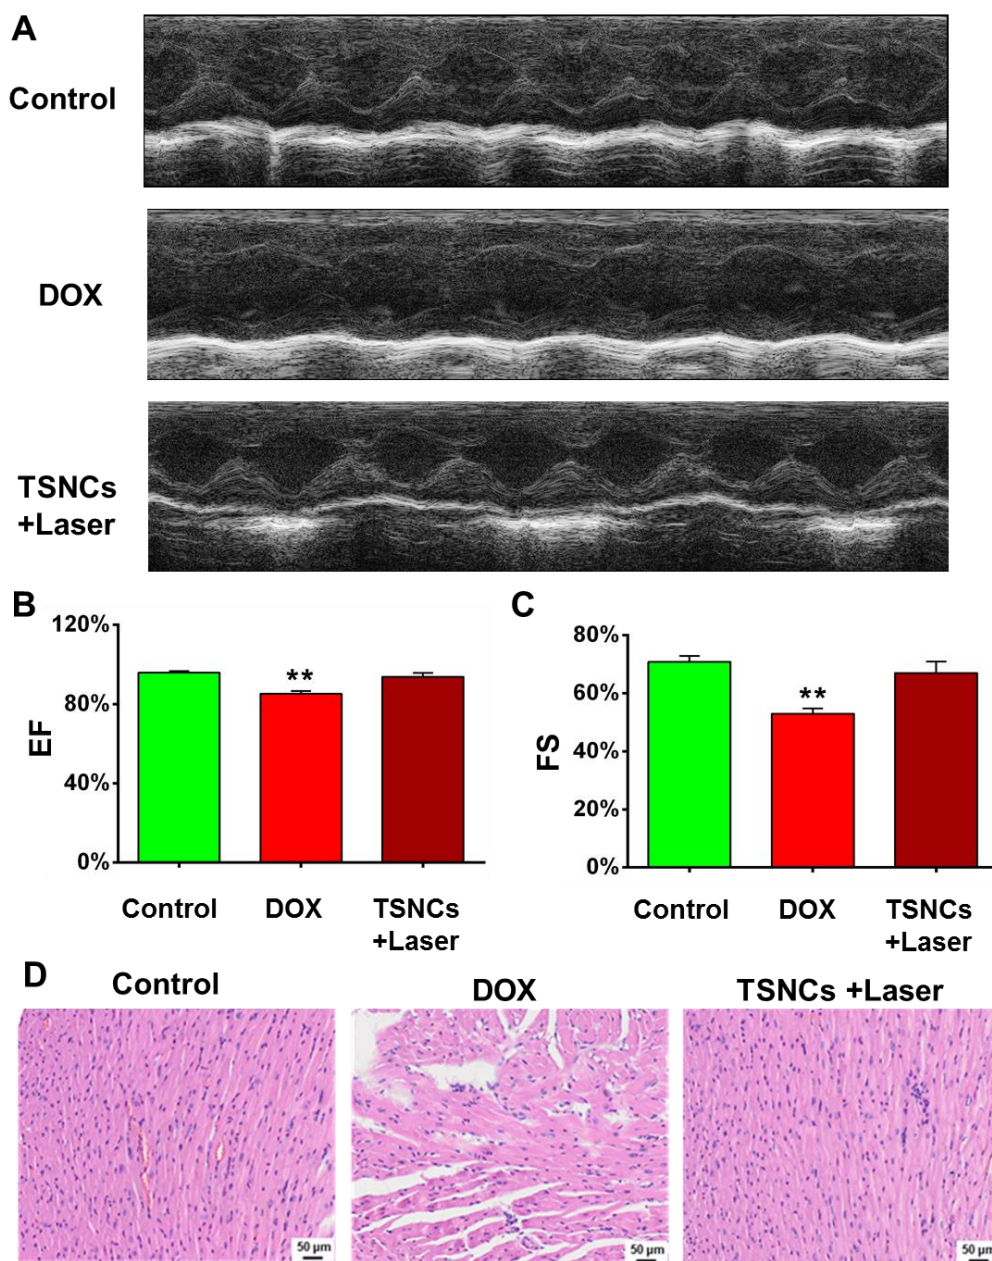 A
Control
DOX
TSNCs
+Laser
B
120%
80%
40%
0%
EF
**
Control
DOX
TSNCs
+Laser
C
80%
60%
40%
20%
0%
FS
**
Control
DOX
TSNCs
+Laser
D
Control
DOX
TSNCs +Laser
50 µm
50 µm
50 µm